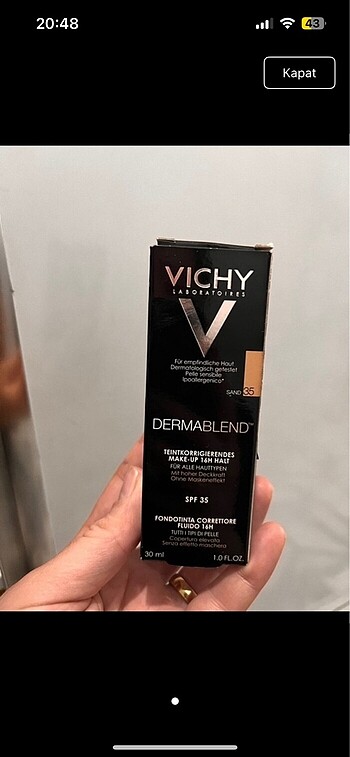 20:48
43
Kapat
VICHY
LABORATOIRES
Für empfindliche Haut
Dermatologisch getestet
Pelle sensibile
Ipoallergenico*
SAND 35
DERMABLEND™
TEINTKORRIGIERENDES
MAKE-UP 16H HALT
FÜR ALLE HAUTTYPEN
Mit hoher Deckkraft
Ohne Maskeneffekt
SPF 35
FONDOTINTA CORRETTORE
FLUIDO 16H
TUTTI I TIPI DI PELLE
Copertura elevata
Senza effetto maschera
30 ml 1.0 FL.OZ.